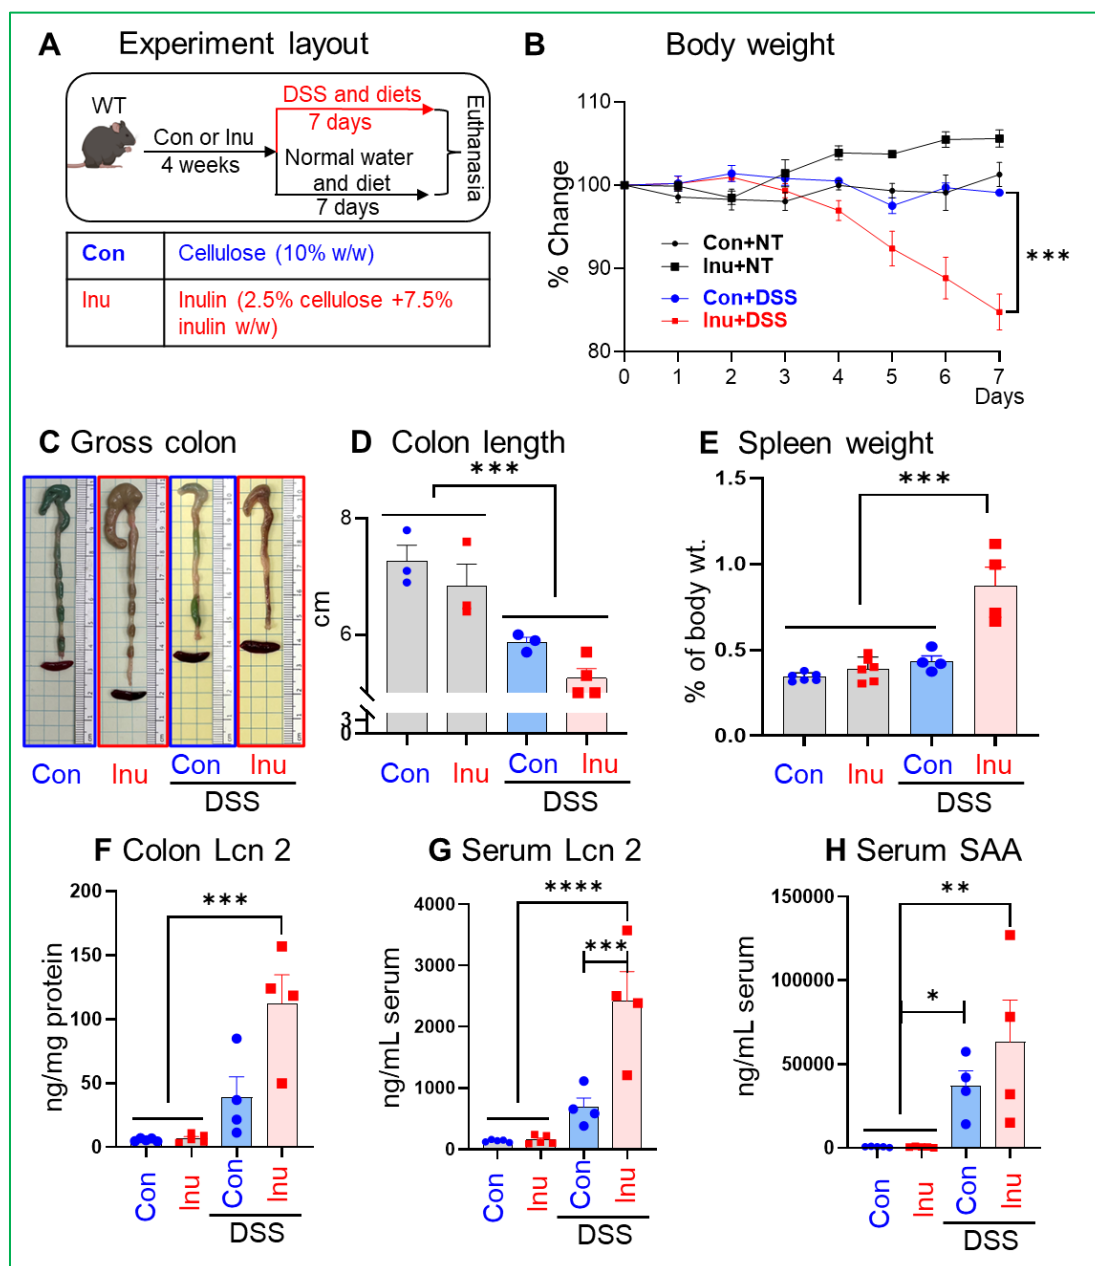 A Experiment layout
WT
Con or Inu
4 weeks
DSS and diets
7 days
Normal water
and diet
7 days
Euthanasia
Con Cellulose (10% w/w)
Inu Inulin (2.5% cellulose +7.5%
inulin w/w)
B Body weight
% Change
110
100
90
80
Con+NT
Inu+NT
Con+DSS
Inu+DSS
***
0 1 2 3 4 5 6 7
Days
C Gross colon
Con Inu Con Inu
DSS
D Colon length
***
cm
8
6
3
0
Con Inu Con Inu
DSS
E Spleen weight
***
% of body wt.
1.5
1.0
0.5
0.0
Con Inu Con Inu
DSS
F Colon Lcn 2
***
ng/mg protein
200
150
100
50
0
Con Inu Con Inu
DSS
G Serum Lcn 2
****
***
ng/mL serum
4000
3000
2000
1000
0
Con Inu Con Inu
DSS
H Serum SAA
**
*
ng/mL serum
150000
100000
50000
0
Con Inu Con Inu
DSS